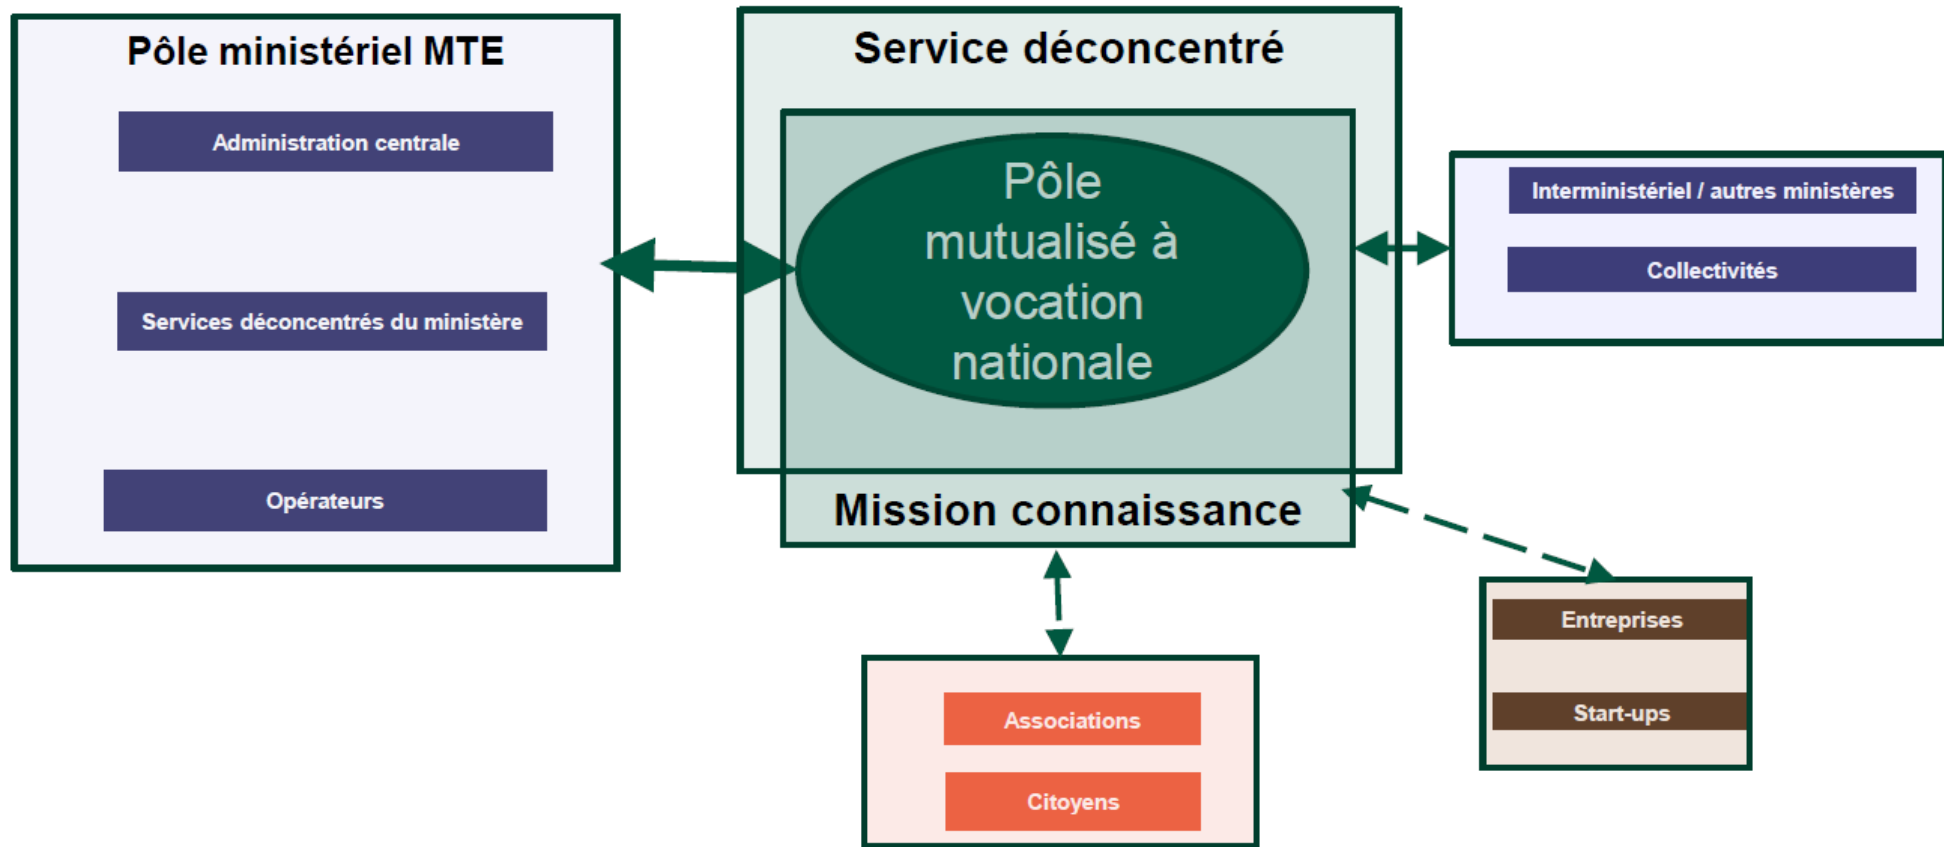 Pôle ministériel MTE
Administration centrale
Services déconcentrés du ministère
Opérateurs
Service déconcentré
Pôle
mutualisé à
vocation
nationale
Mission connaissance
Interministériel / autres ministères
Collectivités
Entreprises
Start-ups
Associations
Citoyens